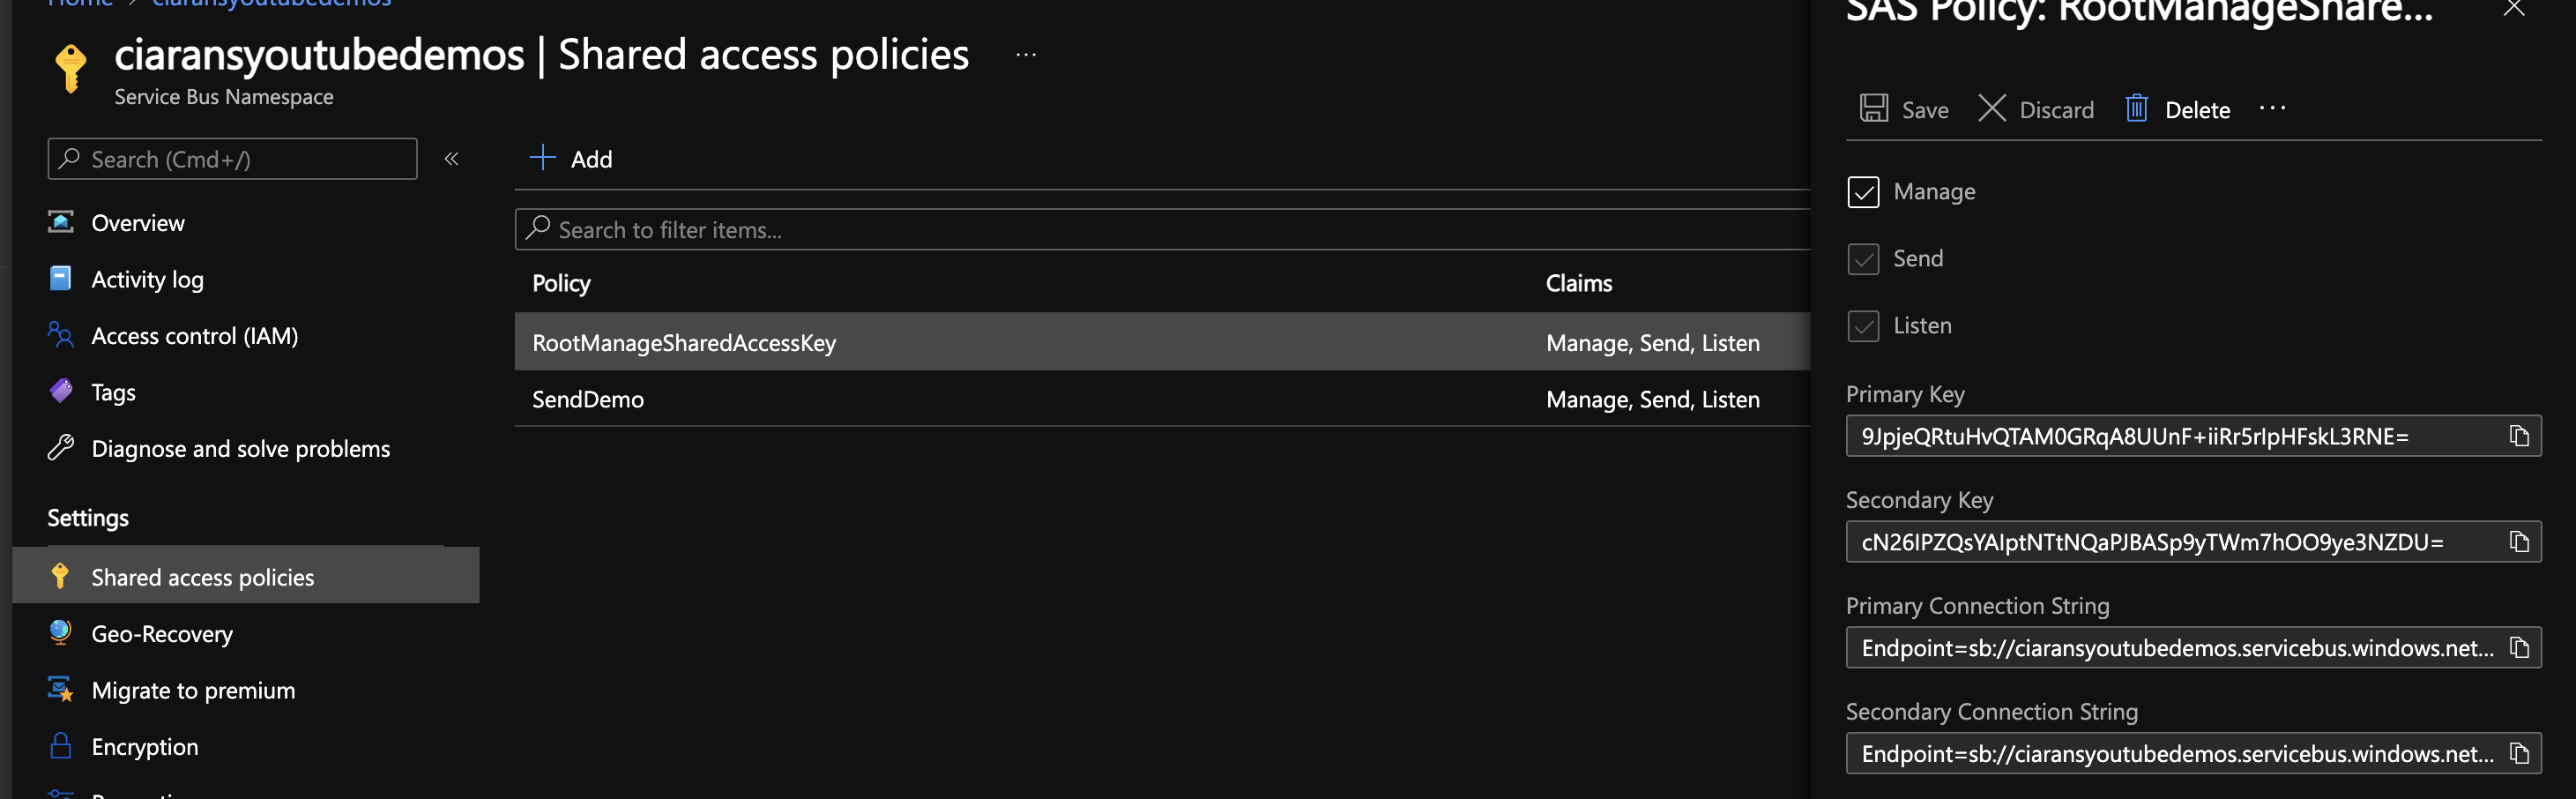 Home > ciaransyoutubedemos
ciaransyoutubedemos | Shared access policies ...
Service Bus Namespace
Search (Cmd+/)
«
Overview
Activity log
Access control (IAM)
Tags
Diagnose and solve problems
Settings
Shared access policies
Geo-Recovery
Migrate to premium
Encryption
Add
Search to filter items...
Policy Claims
RootManageSharedAccessKey Manage, Send, Listen
SendDemo Manage, Send, Listen
SAS Policy: RootManageShare...
Save Discard Delete ...
Manage
Send
Listen
Primary Key
9JpjeQRtuHvQTAM0GRqA8UUnF+iiRr5rIpHFskL3RNE=
Secondary Key
cN26IPZQsYAIptNTtNQaPJBASp9yTWm7hOO9ye3NZDU=
Primary Connection String
Endpoint=sb://ciaransyoutubedemos.servicebus.windows.net...
Secondary Connection String
Endpoint=sb://ciaransyoutubedemos.servicebus.windows.net...